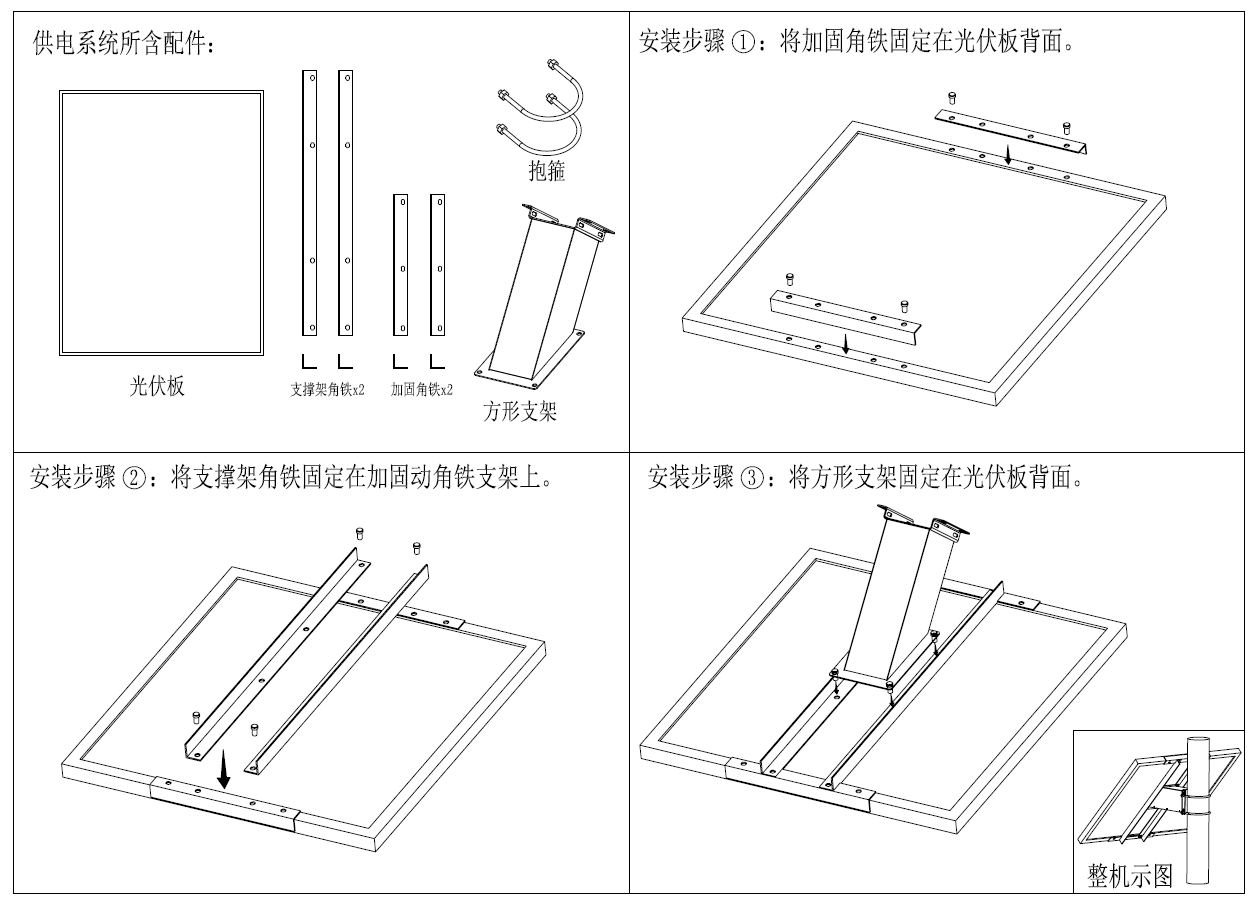 供电系统所含配件：
抱箍
光伏板
支撑架角铁x2
加固角铁x2
方形支架
安装步骤 ①：将加固角铁固定在光伏板背面。
安装步骤 ②：将支撑架角铁固定在加固动角铁支架上。
安装步骤 ③：将方形支架固定在光伏板背面。
整机示图